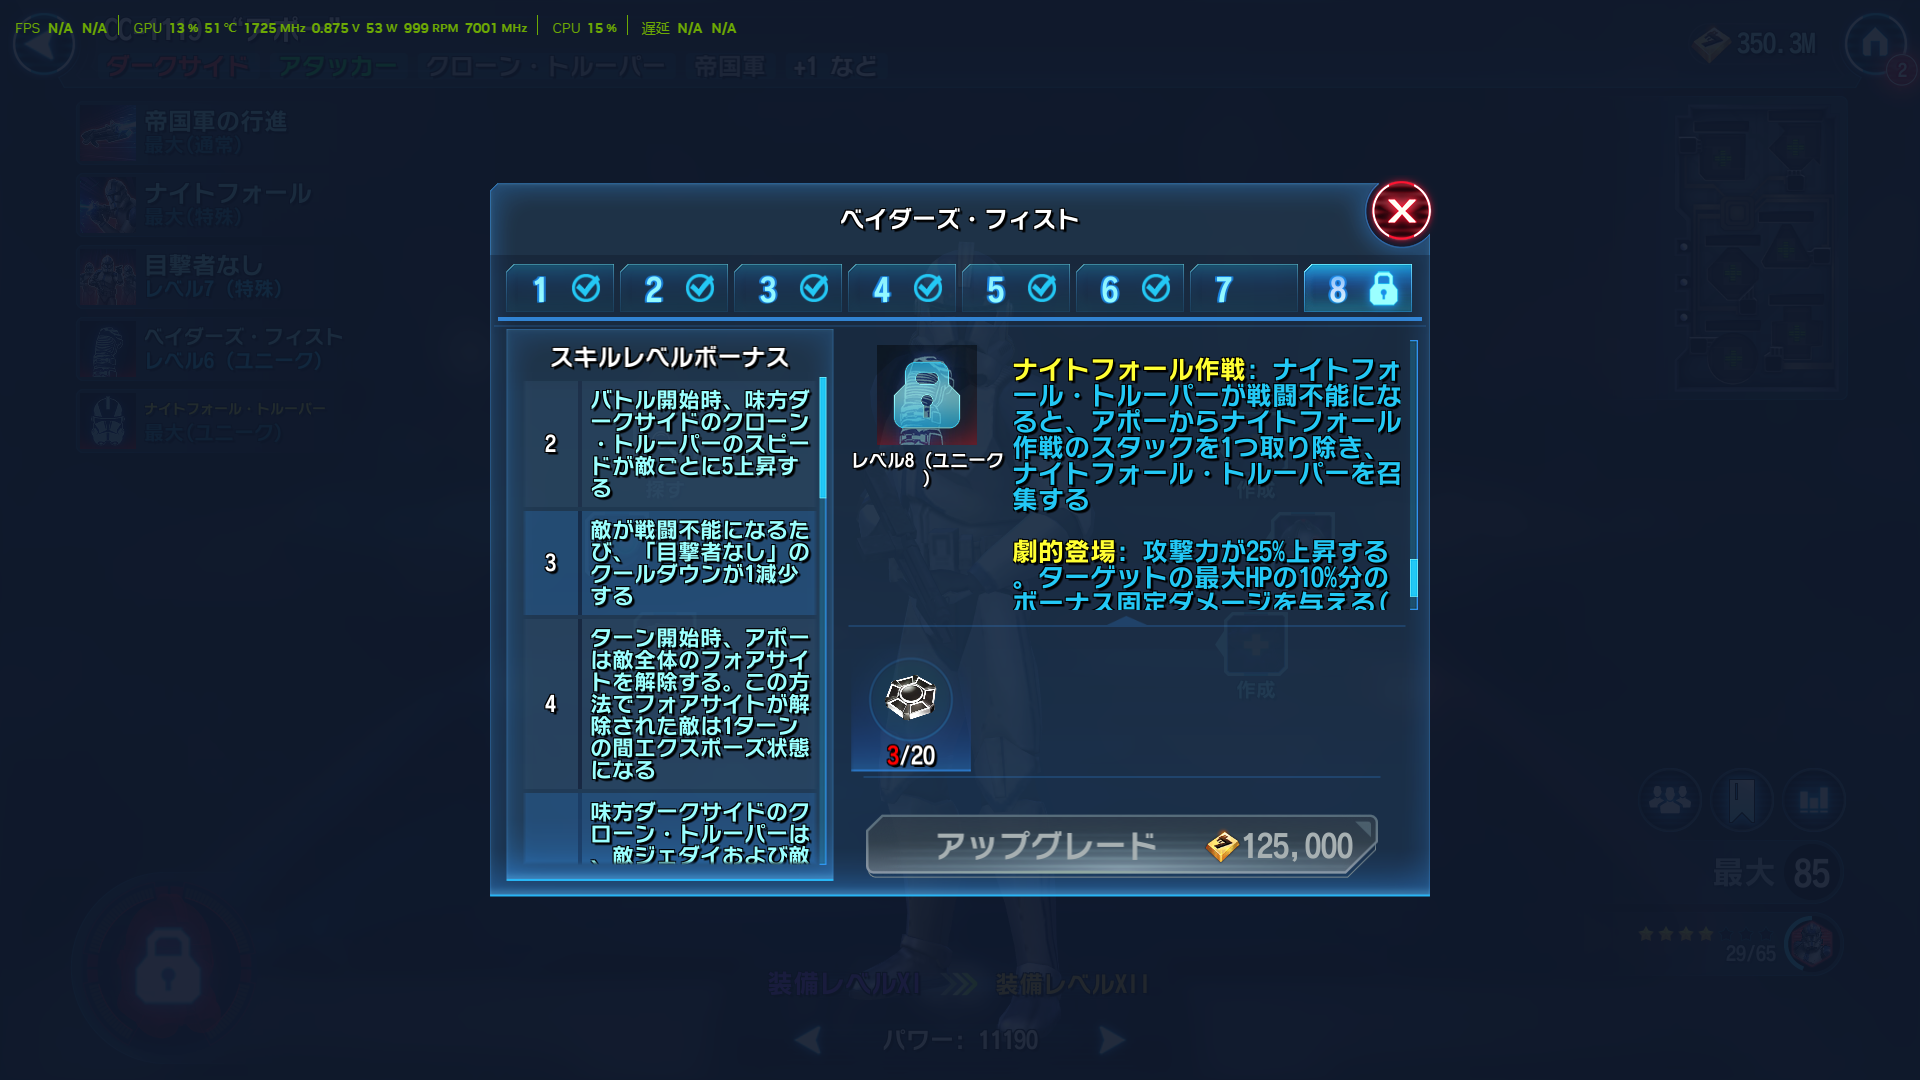 FPS N/A N/A GPU 13 % 51 ℃ 1725 MHz 0.875 V 53 W 999 RPM 7001 MHz CPU 15 % 遅延 N/A N/A
350.3M
2
ダークサイド アタッカー クローン・トルーパー 帝国軍 +1 など
帝国軍の行進
最大(通常)
ナイトフォール
最大(特殊)
目撃者なし
レベル7 (特殊)
ベイダーズ・フィスト
レベル6 (ユニーク)
ナイトフォール・トルーパー
最大(ユニーク)
ベイダーズ・フィスト
1 2 3 4 5 6 7 8
スキルレベルボーナス
2
バトル開始時、味方ダ
ークサイドのクローン
・トルーパーのスピー
ドが敵ごとに5上昇す
る
3
敵が戦闘不能になるた
び、「目撃者なし」の
クールダウンが1減少
する
4
ターン開始時、アポー
は敵全体のフォアサイ
トを解除する。この方
法でフォアサイトが解
除された敵は1ターン
の間エクスポーズ状態
になる
味方ダークサイドのク
ローン・トルーパーは
、敵ジェダイおよび敵
レベル8 (ユニーク
)
ナイトフォール作戦: ナイトフォ
ール・トルーパーが戦闘不能にな
ると、アポーからナイトフォール
作戦のスタックを1つ取り除き、
ナイトフォール・トルーパーを召
集する
劇的登場: 攻撃力が25%上昇する
。ターゲットの最大HPの10%分の
ボーナス固定ダメージを与える(
3/20
アップグレード 125,000
探す
作成
作成
最大 85
29/65
装備レベルXI 装備レベルXII
パワー: 11190